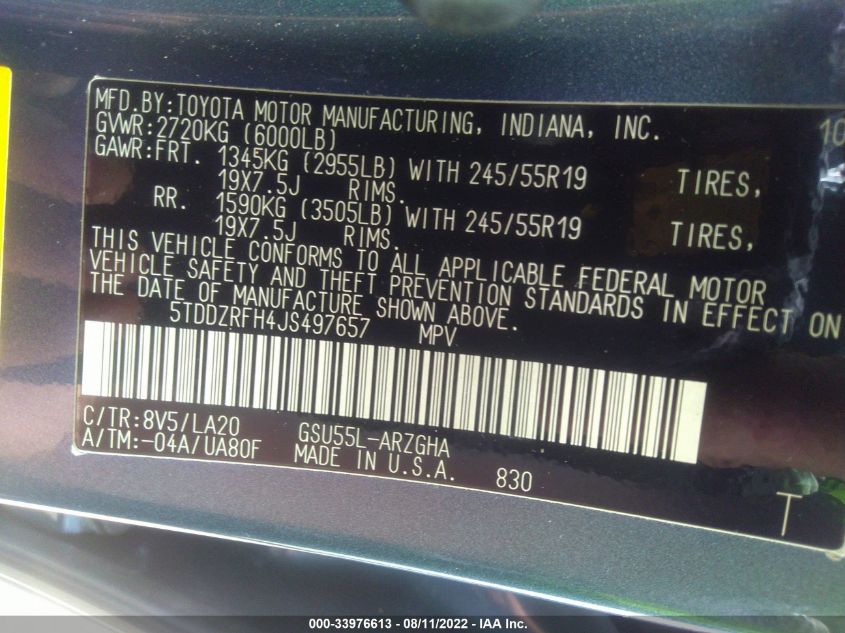 MFD.BY:TOYOTA MOTOR MANUFACTURING, INDIANA, INC. 10
GVWR:2720KG (6000LB)
GAWR:FRT. 1345KG (2955LB) WITH 245/55R19 TIRES,
19X7.5J RIMS.
RR. 1590KG (3505LB) WITH 245/55R19 TIRES,
19X7.5J RIMS.
THIS VEHICLE CONFORMS TO ALL APPLICABLE FEDERAL MOTOR
VEHICLE SAFETY AND THEFT PREVENTION STANDARDS IN EFFECT ON
THE DATE OF MANUFACTURE SHOWN ABOVE.
5TDDZRFH4JS497657 MPV
C/TR:8V5/LA20 GSU55L-ARZGHA
A/TM:-04A/UA80F MADE IN U.S.A. 830
T
000-33976613 - 08/11/2022 - IAA Inc.